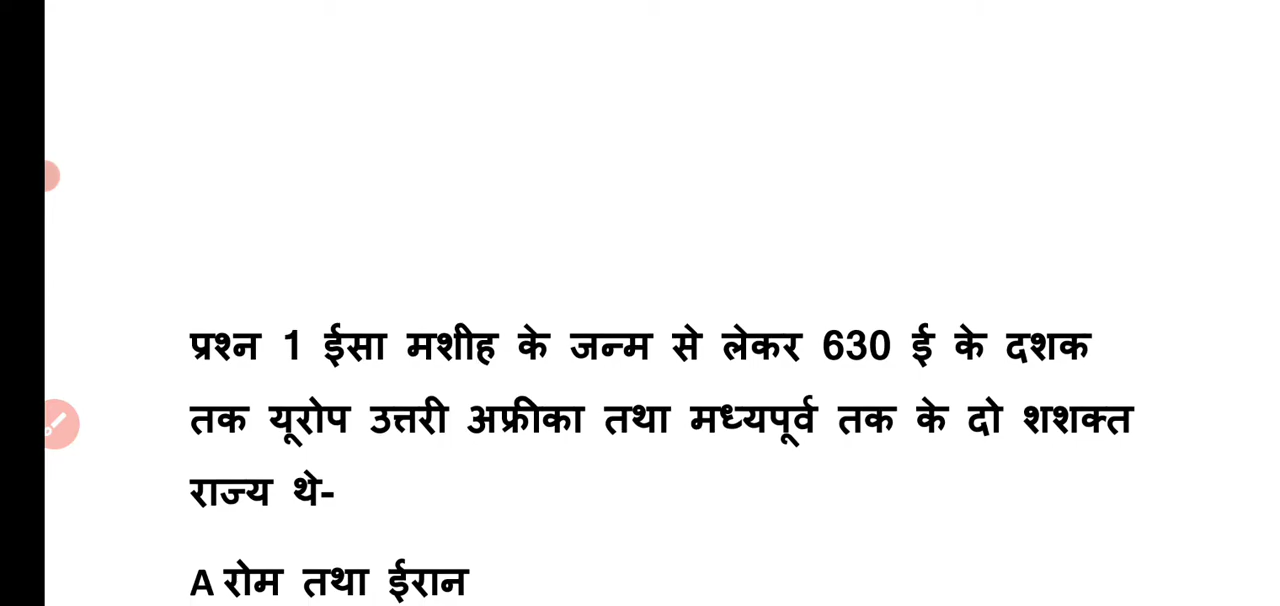 प्रश्न 1 ईसा मशीह के जन्म से लेकर 630 ई के दशक
तक यूरोप उत्तरी अफ्रीका तथा मध्यपूर्व तक के दो शशक्त
राज्य थे-
A रोम तथा ईरान